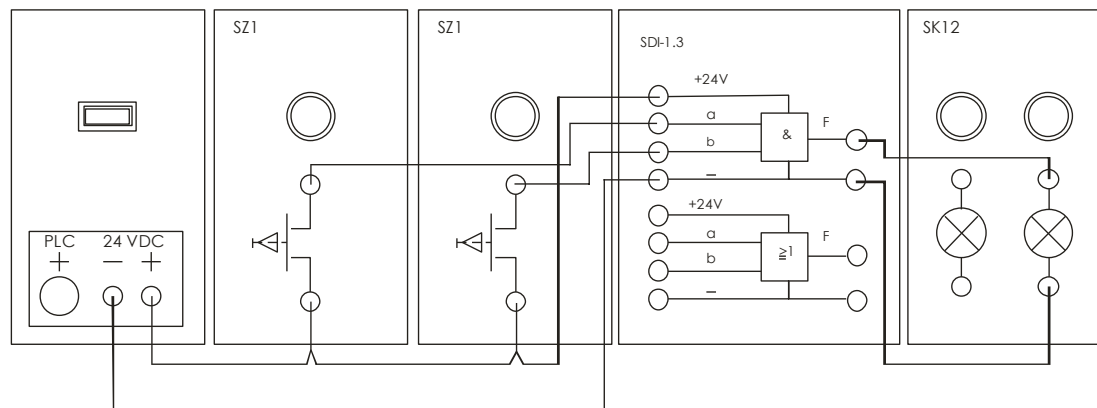 SZ1
SZ1
SDI-1.3
SK12
+24V
a
b
–
&
F
+24V
a
b
–
≧1
F
PLC
+
24 VDC
– +